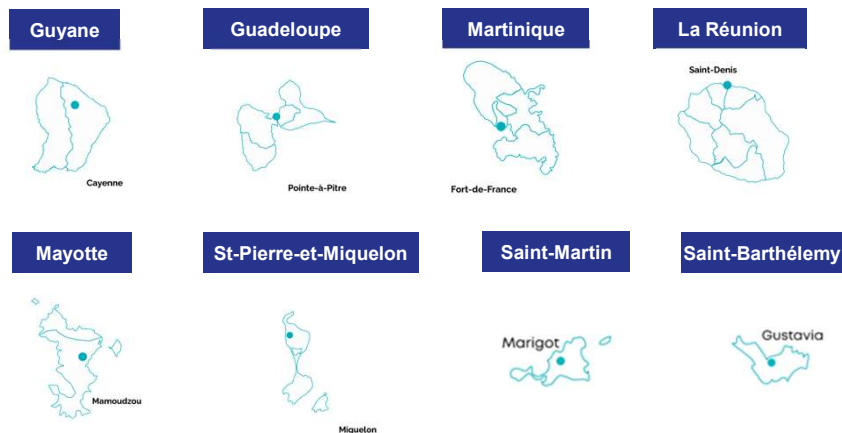 Guyane
Guadeloupe
Martinique
La Réunion
Saint-Denis
Cayenne
Pointe-à-Pitre
Fort-de-France
Mayotte
St-Pierre-et-Miquelon
Saint-Martin
Saint-Barthélemy
Marigot
Gustavia
Mamoudzou
Miquelon